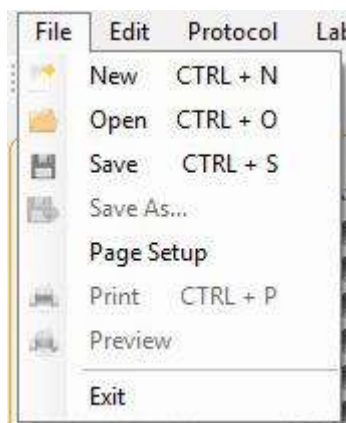 File Edit Protocol
New CTRL + N
Open CTRL + O
Save CTRL + S
Save As...
Page Setup
Print CTRL + P
Preview
Exit